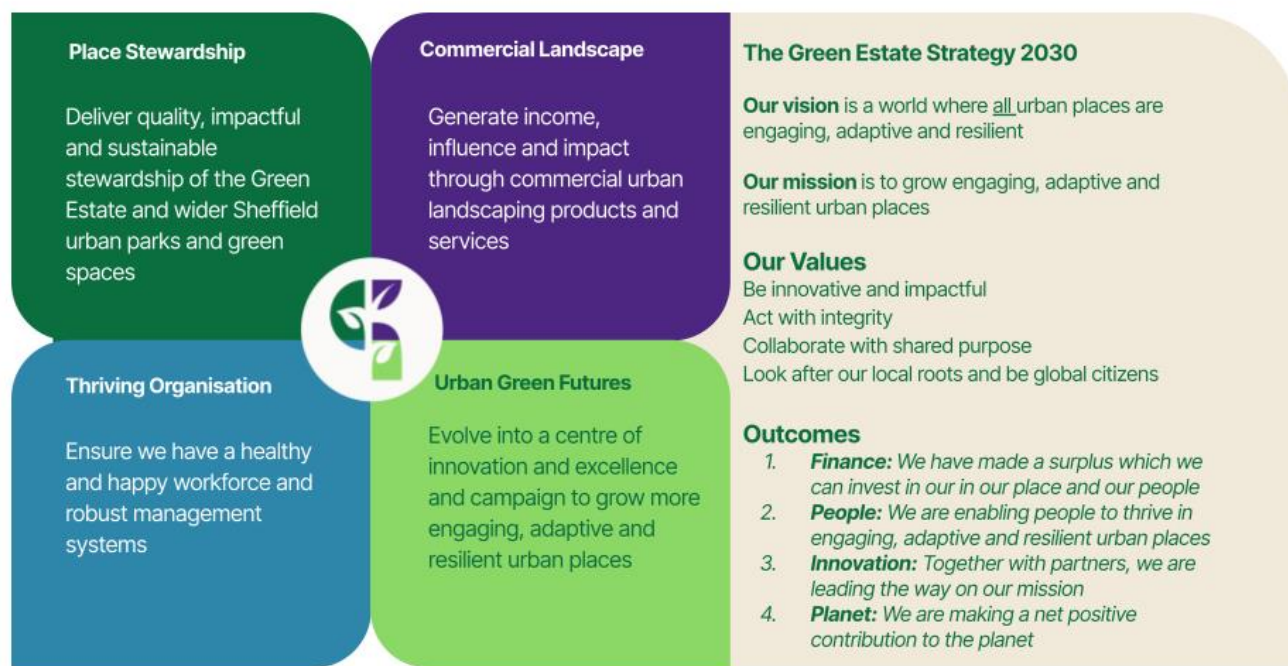 Place Stewardship
Deliver quality, impactful
and sustainable
stewardship of the Green
Estate and wider Sheffield
urban parks and green
spaces
Commercial Landscape
Generate income,
influence and impact
through commercial urban
landscaping products and
services
Thriving Organisation
Ensure we have a healthy
and happy workforce and
robust management
systems
Urban Green Futures
Evolve into a centre of
innovation and excellence
and campaign to grow more
engaging, adaptive and
resilient urban places
The Green Estate Strategy 2030
Our vision is a world where all urban places are
engaging, adaptive and resilient
Our mission is to grow engaging, adaptive and
resilient urban places
Our Values
Be innovative and impactful
Act with integrity
Collaborate with shared purpose
Look after our local roots and be global citizens
Outcomes
1. Finance: We have made a surplus which we
can invest in our in our place and our people
2. People: We are enabling people to thrive in
engaging, adaptive and resilient urban places
3. Innovation: Together with partners, we are
leading the way on our mission
4. Planet: We are making a net positive
contribution to the planet